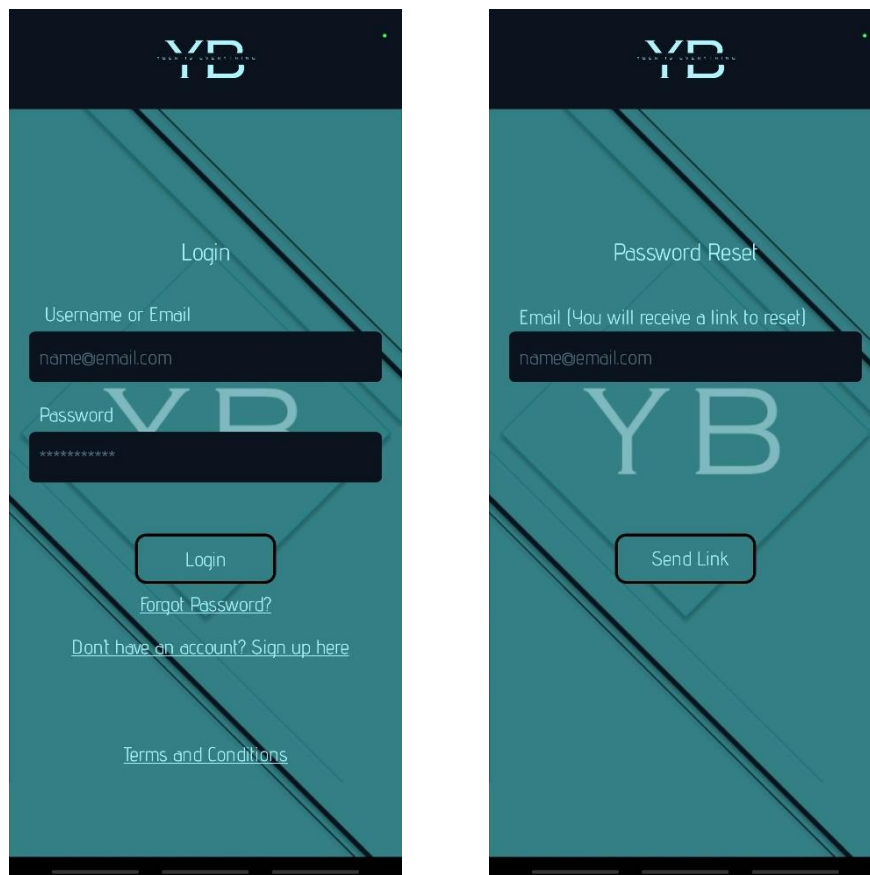 YB
Login
Username or Email
name@email.com
Password
YB
***********
Login
Forgot Password?
Don't have an account? Sign up here
Terms and Conditions
YB
Password Reset
Email (You will receive a link to reset)
name@email.com
YB
Send Link